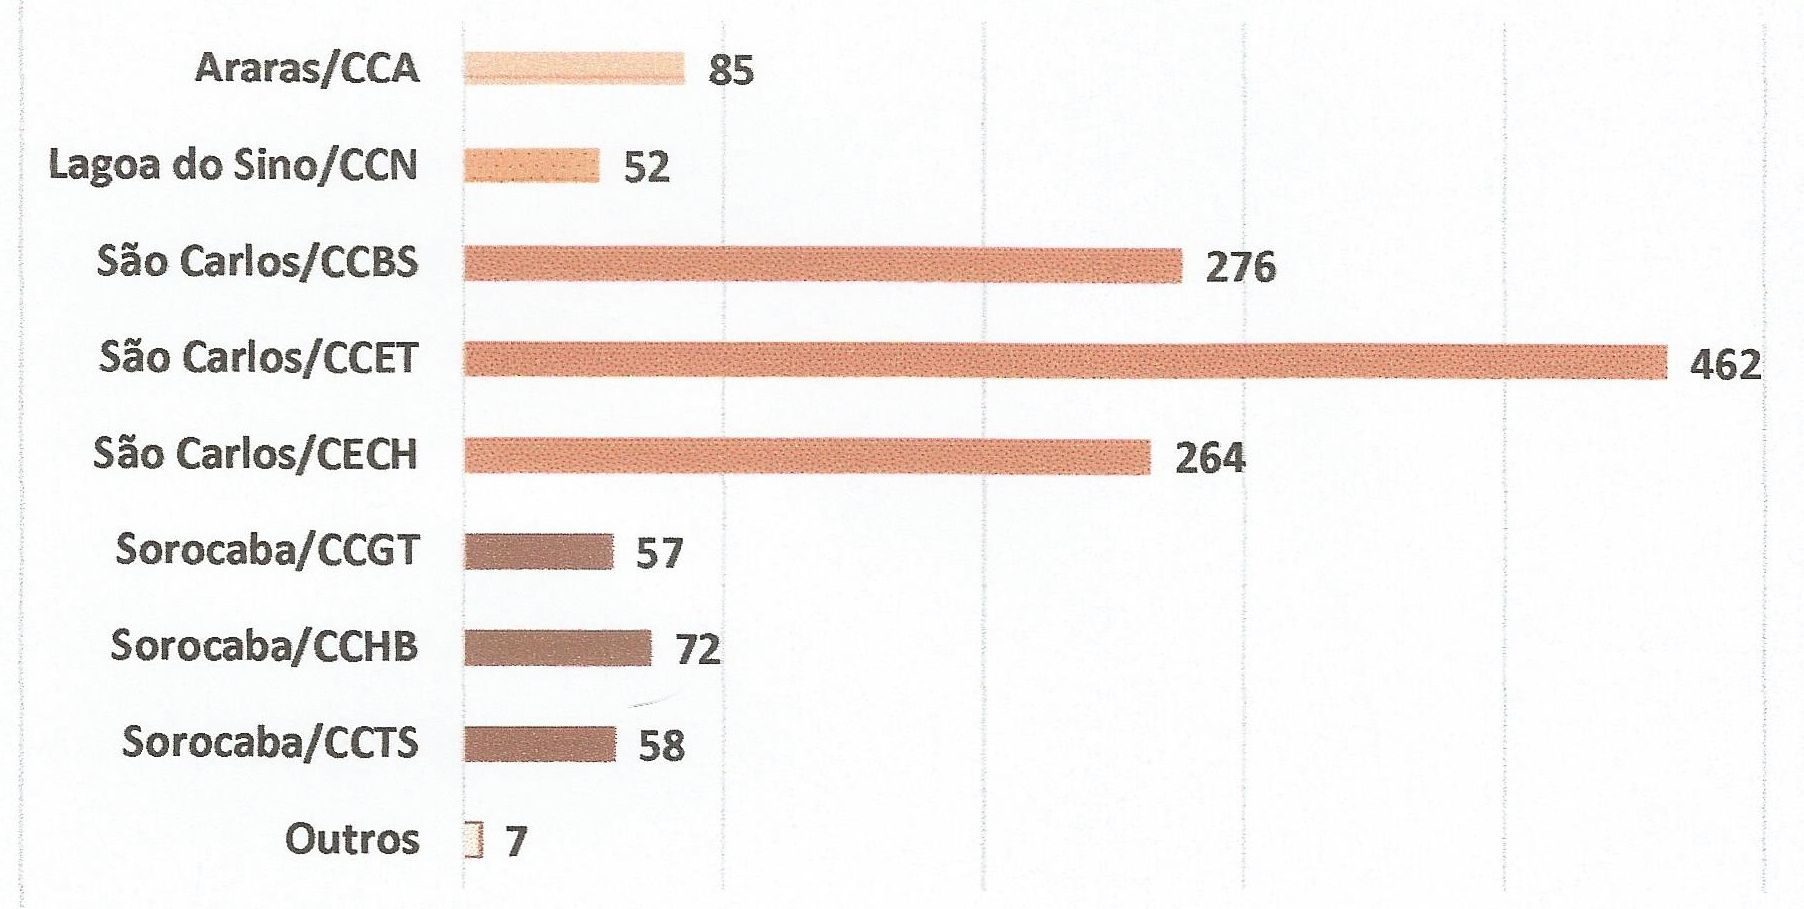 Araras/CCA 85
Lagoa do Sino/CCN 52
São Carlos/CCBS 276
São Carlos/CCET 462
São Carlos/CECH 264
Sorocaba/CCGT 57
Sorocaba/CCHB 72
Sorocaba/CCTS 58
Outros 7